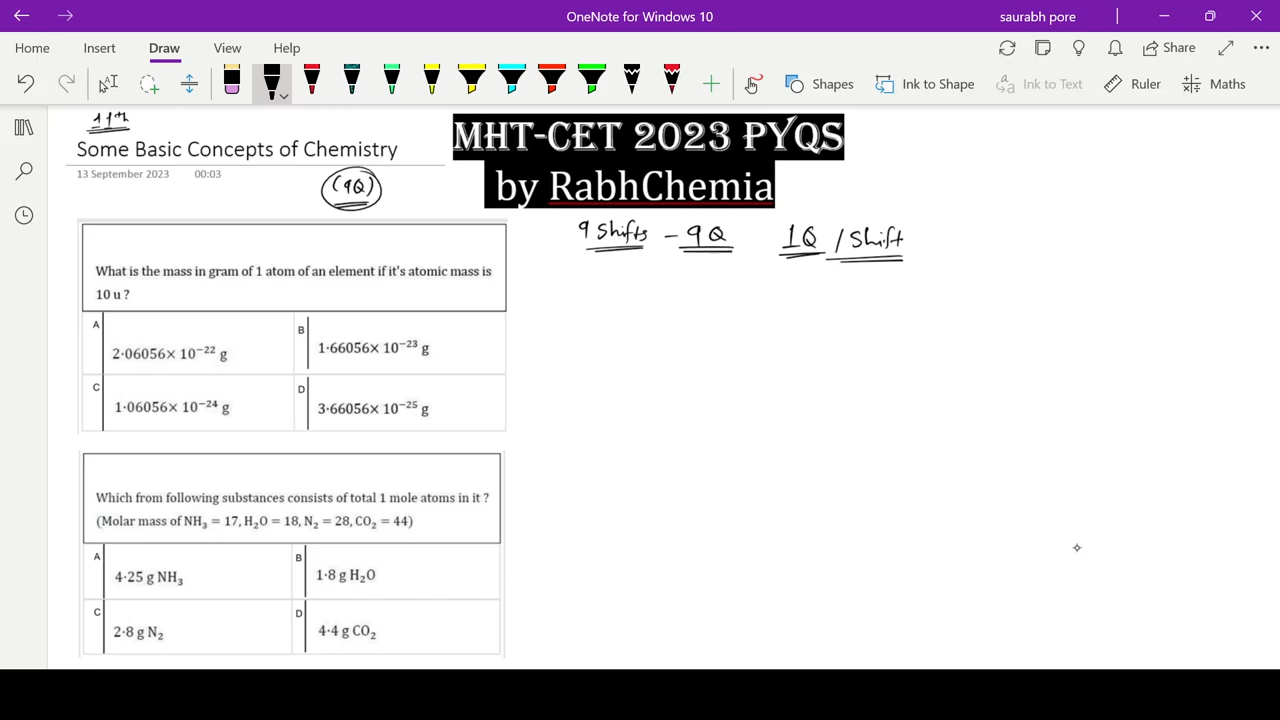 OneNote for Windows 10
saurabh pore
Home Insert Draw View Help
Share
Shapes
Ink to Shape
Ink to Text
Ruler
Maths
11th
Some Basic Concepts of Chemistry
13 September 2023 00:03
(9Q)
MHT-CET 2023 PYQS
by RabhChemia
9 Shifts - 9Q 1Q / Shift
What is the mass in gram of 1 atom of an element if it's atomic mass is
10 u ?
A 2·06056× 10⁻²² g
B 1·66056× 10⁻²³ g
C 1·06056× 10⁻²⁴ g
D 3·66056× 10⁻²⁵ g
Which from following substances consists of total 1 mole atoms in it ?
(Molar mass of NH₃ = 17, H₂O = 18, N₂ = 28, CO₂ = 44)
A 4·25 g NH₃
B 1·8 g H₂O
C 2·8 g N₂
D 4·4 g CO₂